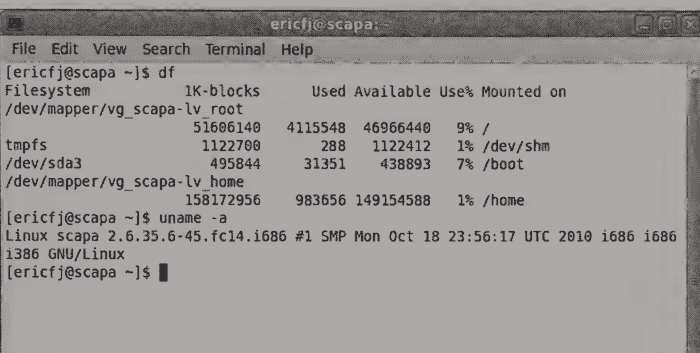 ericfj@scapa:~
File Edit View Search Terminal Help
[ericfj@scapa ~]$ df
Filesystem 1K-blocks Used Available Use% Mounted on
/dev/mapper/vg_scapa-lv_root
51606140 4115548 46966440 9% /
tmpfs 1122700 288 1122412 1% /dev/shm
/dev/sda3 495844 31351 438893 7% /boot
/dev/mapper/vg_scapa-lv_home
158172956 983656 149154588 1% /home
[ericfj@scapa ~]$ uname -a
Linux scapa 2.6.35.6-45.fc14.i686 #1 SMP Mon Oct 18 23:56:17 UTC 2010 i686 i686
i386 GNU/Linux
[ericfj@scapa ~]$